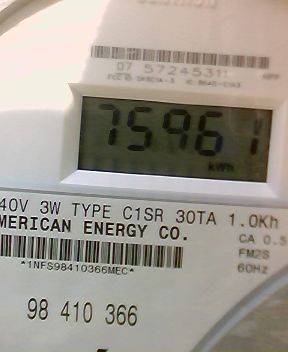 07 57245311
75961
kWh
40V 3W TYPE C1SR 30TA 1.0Kh
MERICAN ENERGY CO.
CA 0.5
FM2S
60Hz
*1NFS98410366MEC*
98 410 366